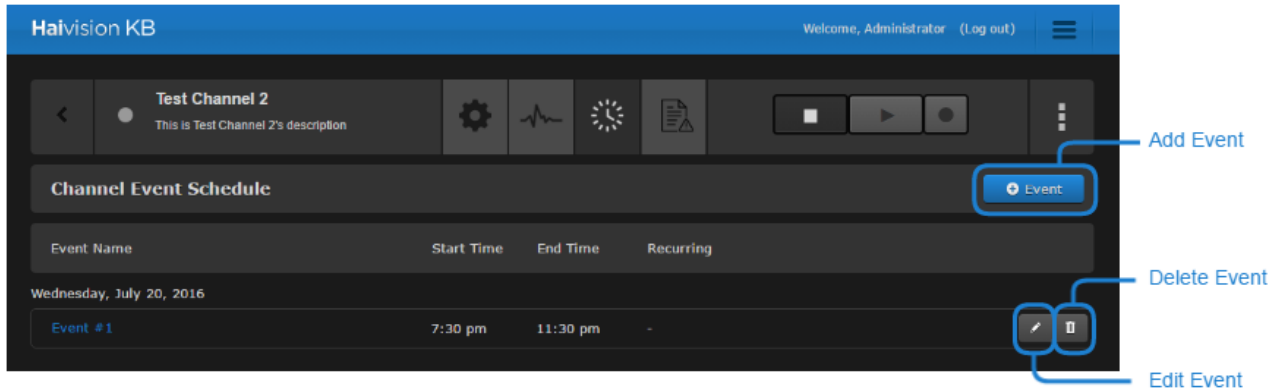 Haivision KB
Welcome, Administrator (Log out)
Test Channel 2
This is Test Channel 2's description
Add Event
Channel Event Schedule
Event
Event Name Start Time End Time Recurring
Delete Event
Wednesday, July 20, 2016
Event #1 7:30 pm 11:30 pm -
Edit Event